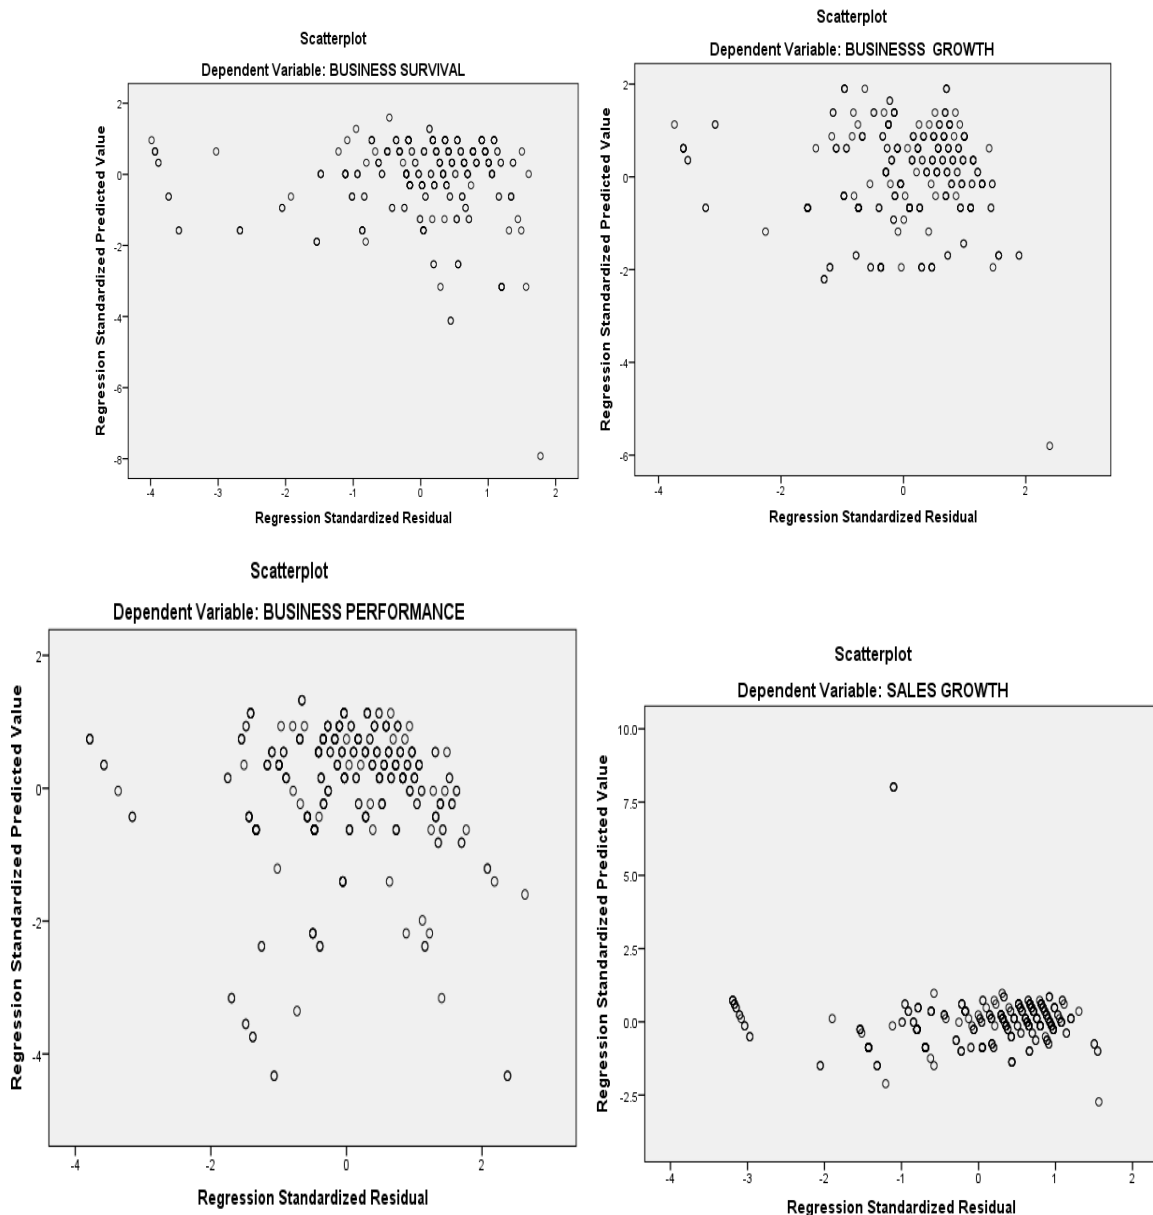 Scatterplot
Dependent Variable: BUSINESS SURVIVAL
Regression Standardized Predicted Value
2
0
-2
-4
-6
-8
-4 -3 -2 -1 0 1 2
Regression Standardized Residual
Scatterplot
Dependent Variable: BUSINESSS GROWTH
Regression Standardized Predicted Value
2
0
-2
-4
-6
-4 -2 0 2
Regression Standardized Residual
Scatterplot
Dependent Variable: BUSINESS PERFORMANCE
Regression Standardized Predicted Value
2
0
-2
-4
-4 -2 0 2
Regression Standardized Residual
Scatterplot
Dependent Variable: SALES GROWTH
Regression Standardized Predicted Value
10.0
7.5
5.0
2.5
0.0
-2.5
-4 -3 -2 -1 0 1 2
Regression Standardized Residual